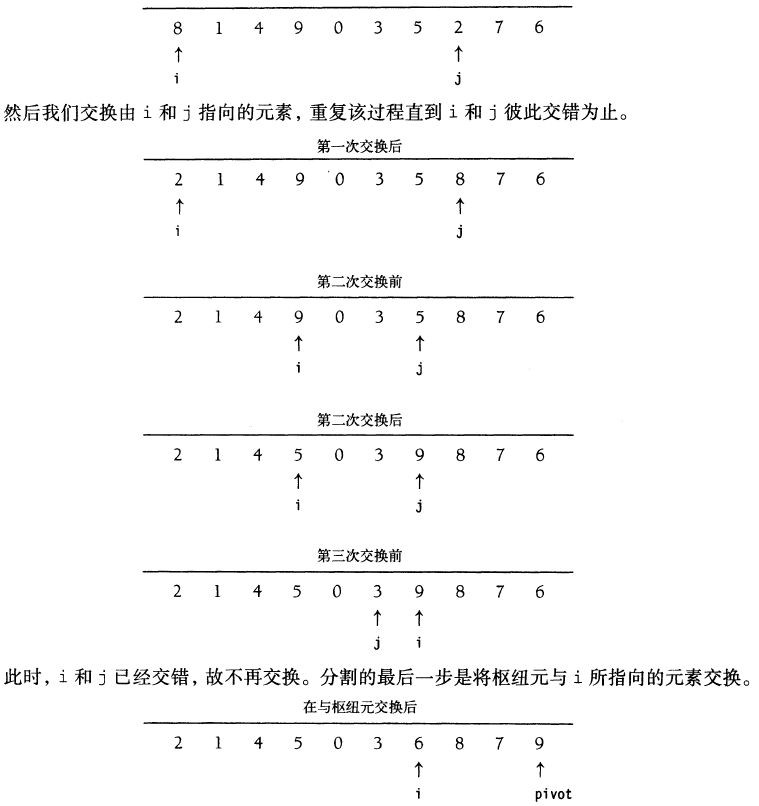 8 1 4 9 0 3 5 2 7 6
↑ ↑
i j
然后我们交换由 i 和 j 指向的元素，重复该过程直到 i 和 j 彼此交错为止。
第一次交换后
2 1 4 9 0 3 5 8 7 6
↑ ↑
i j
第二次交换前
2 1 4 9 0 3 5 8 7 6
↑ ↑
i j
第二次交换后
2 1 4 5 0 3 9 8 7 6
↑ ↑
i j
第三次交换前
2 1 4 5 0 3 9 8 7 6
↑ ↑
j i
此时，i 和 j 已经交错，故不再交换。分割的最后一步是将枢纽元与 i 所指向的元素交换。
在与枢纽元交换后
2 1 4 5 0 3 6 8 7 9
↑ ↑
i pivot